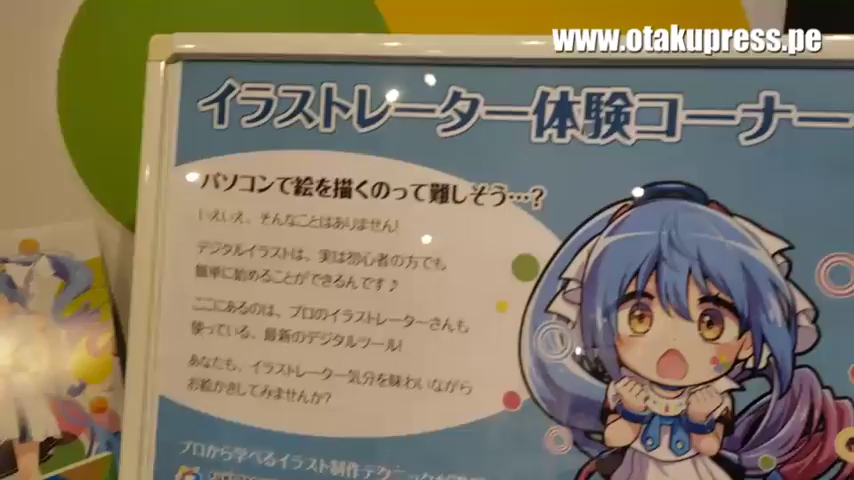 www.otakupress.pe
イラストレーター体験コーナー
パソコンで絵を描くのって難しそう…?
いえいえ、そんなことはありません!
デジタルイラストは、実は初心者の方でも
簡単に始めることができるんです♪
ここにあるのは、プロのイラストレーターさんも
使っている、最新のデジタルツール!
あなたも、イラストレーター気分を味わいながら
お絵かきしてみませんか?
プロから学べるイラスト制作テクニック